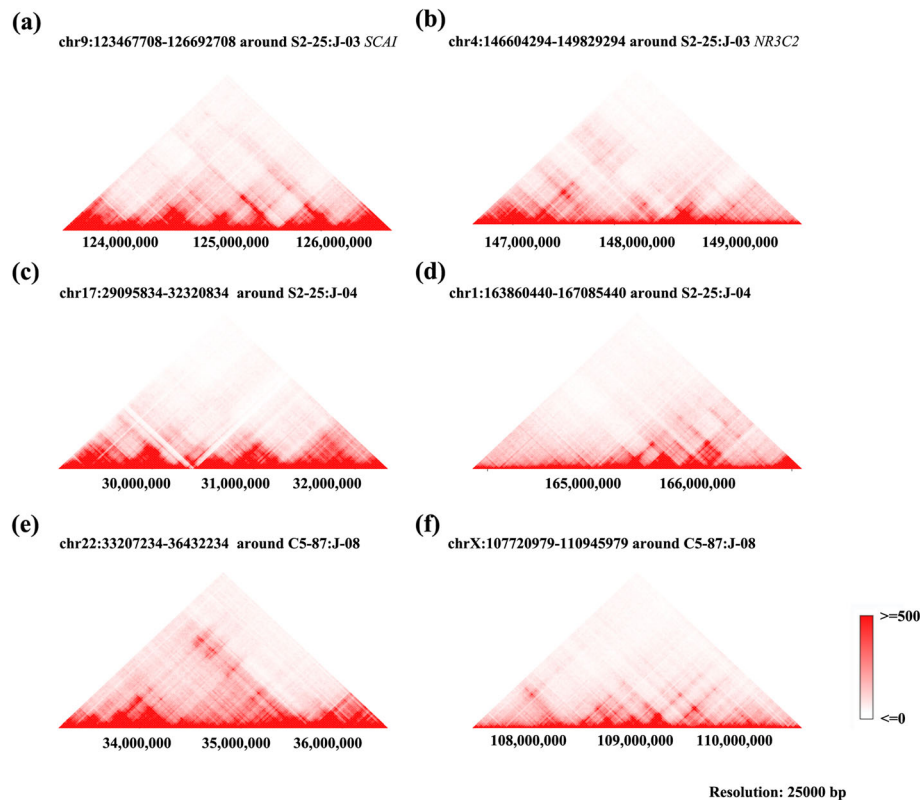 (a)
chr9:123467708-126692708 around S2-25:J-03 SCAI
124,000,000 125,000,000 126,000,000
(b)
chr4:146604294-149829294 around S2-25:J-03 NR3C2
147,000,000 148,000,000 149,000,000
(c)
chr17:29095834-32320834 around S2-25:J-04
30,000,000 31,000,000 32,000,000
(d)
chr1:163860440-167085440 around S2-25:J-04
165,000,000 166,000,000
(e)
chr22:33207234-36432234 around C5-87:J-08
34,000,000 35,000,000 36,000,000
(f)
chrX:107720979-110945979 around C5-87:J-08
108,000,000 109,000,000 110,000,000
>=500
<=0
Resolution: 25000 bp